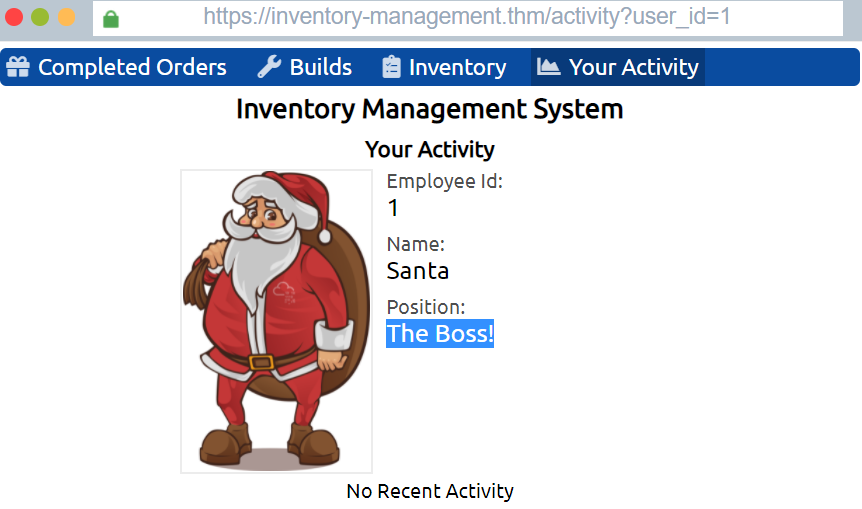 https://inventory-management.thm/activity?user_id=1
Completed Orders Builds Inventory Your Activity
Inventory Management System
Your Activity
Employee Id:
1
Name:
Santa
Position:
The Boss!
No Recent Activity